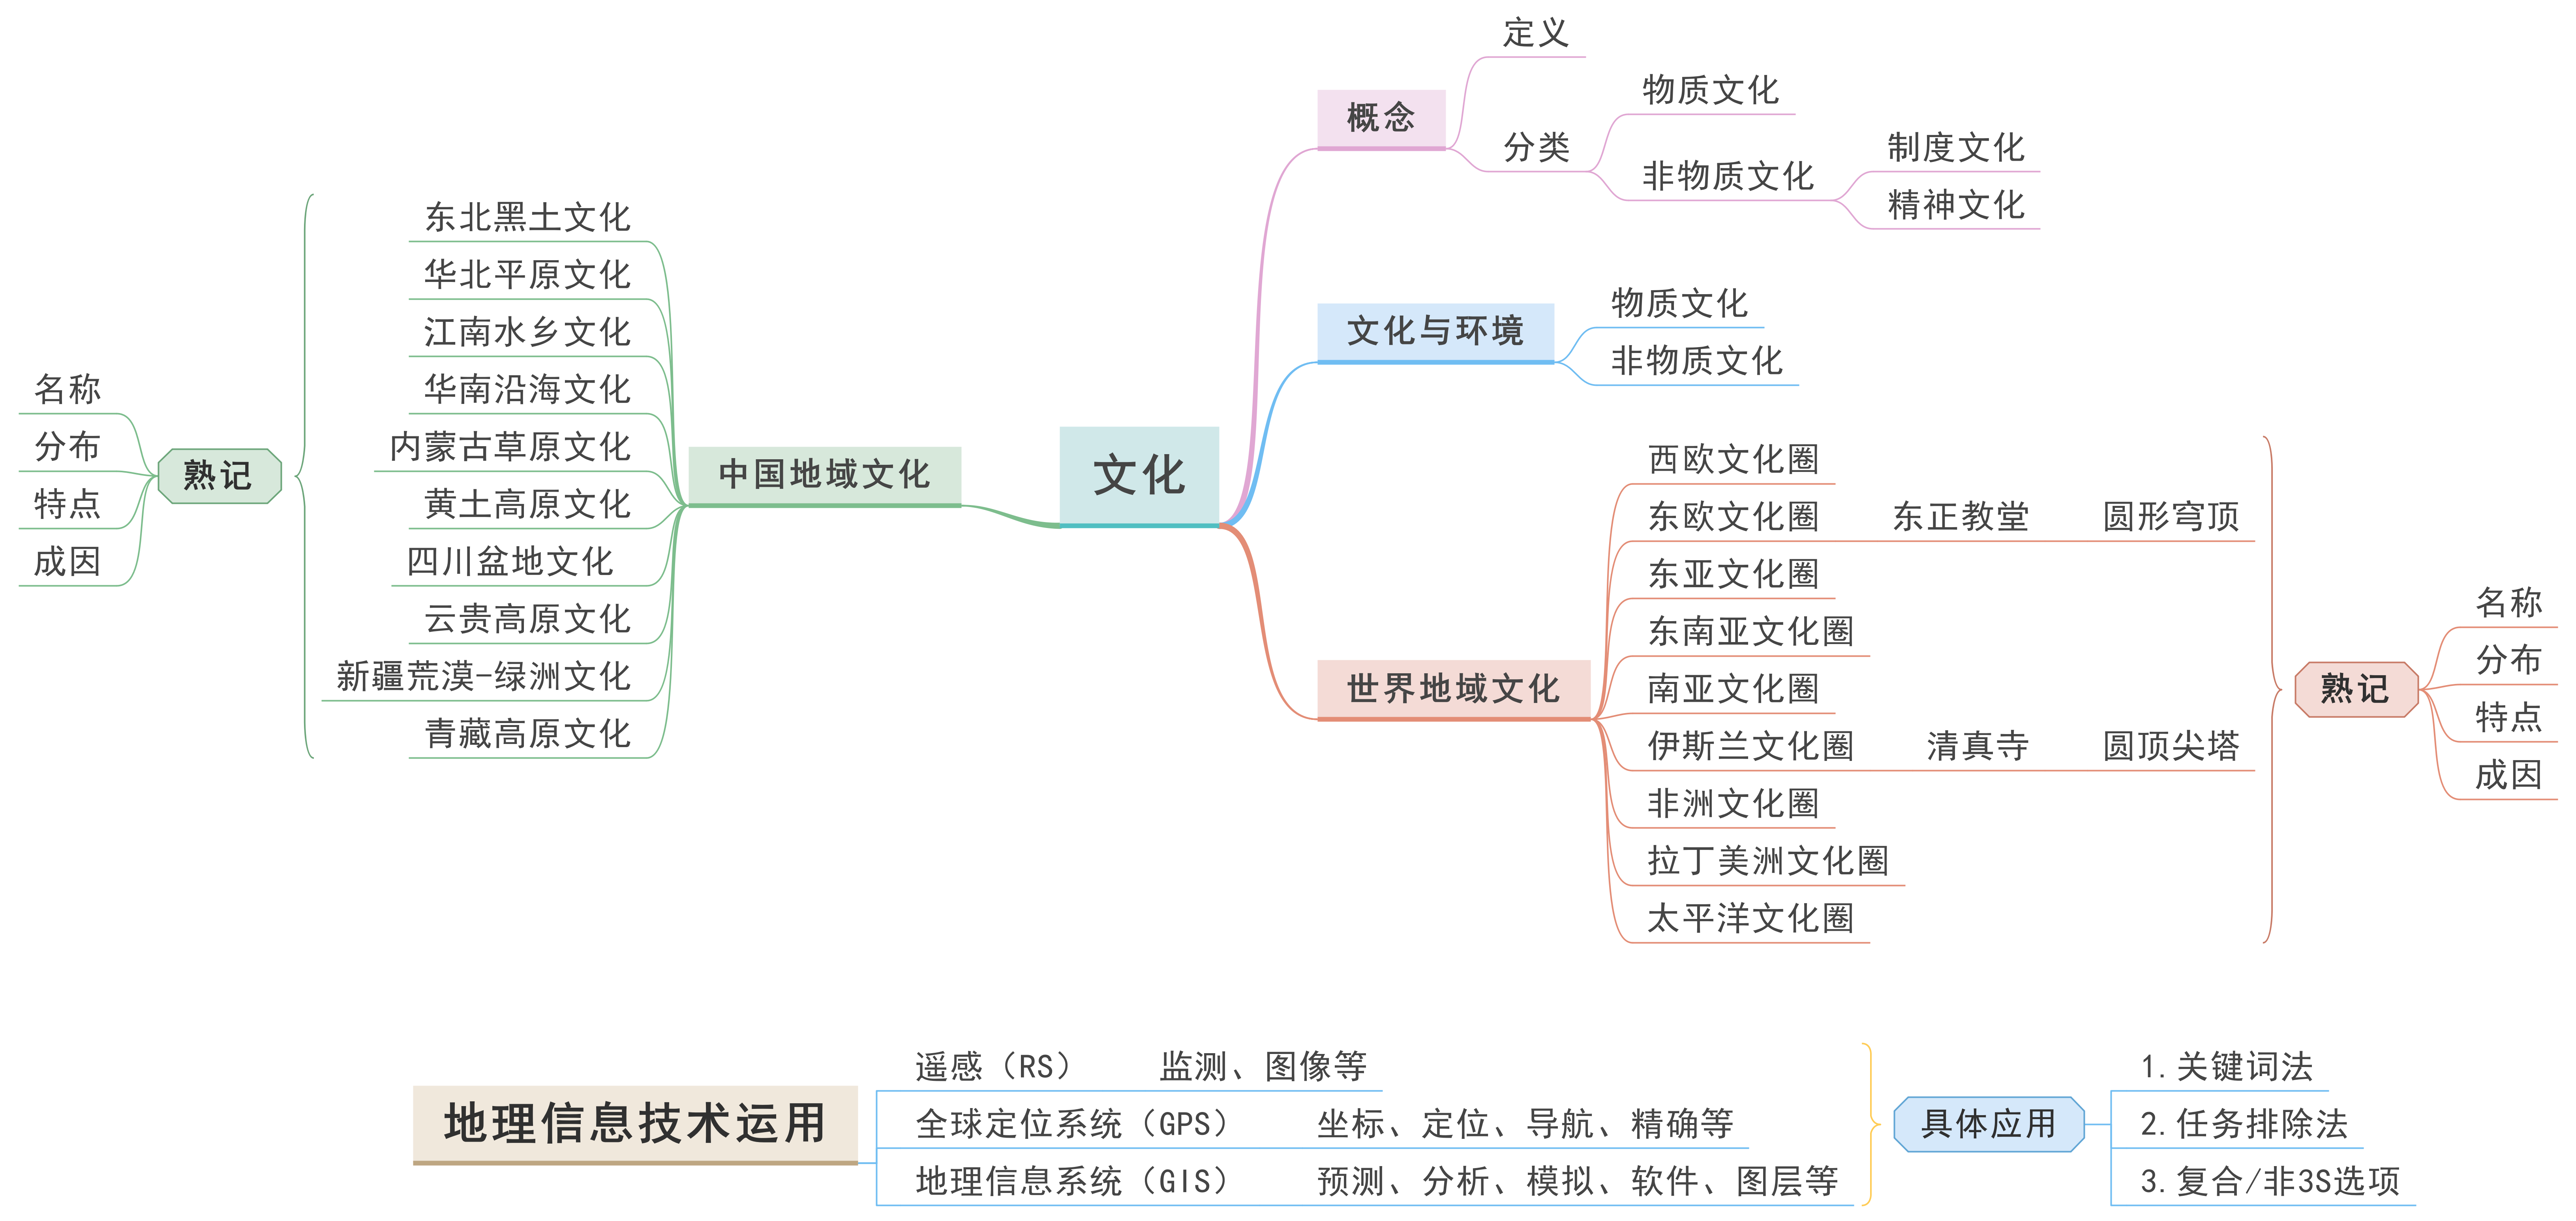 文化
概念
定义
分类
物质文化
非物质文化
制度文化
精神文化
文化与环境
物质文化
非物质文化
世界地域文化
西欧文化圈
东欧文化圈 东正教堂 圆形穹顶
东亚文化圈
东南亚文化圈
南亚文化圈
伊斯兰文化圈 清真寺 圆顶尖塔
非洲文化圈
拉丁美洲文化圈
太平洋文化圈
熟记
名称
分布
特点
成因
中国地域文化
东北黑土文化
华北平原文化
江南水乡文化
华南沿海文化
内蒙古草原文化
黄土高原文化
四川盆地文化
云贵高原文化
新疆荒漠-绿洲文化
青藏高原文化
熟记
名称
分布
特点
成因
地理信息技术运用
遥感（RS） 监测、图像等
全球定位系统（GPS） 坐标、定位、导航、精确等
地理信息系统（GIS） 预测、分析、模拟、软件、图层等
具体应用
1.关键词法
2.任务排除法
3.复合/非3S选项